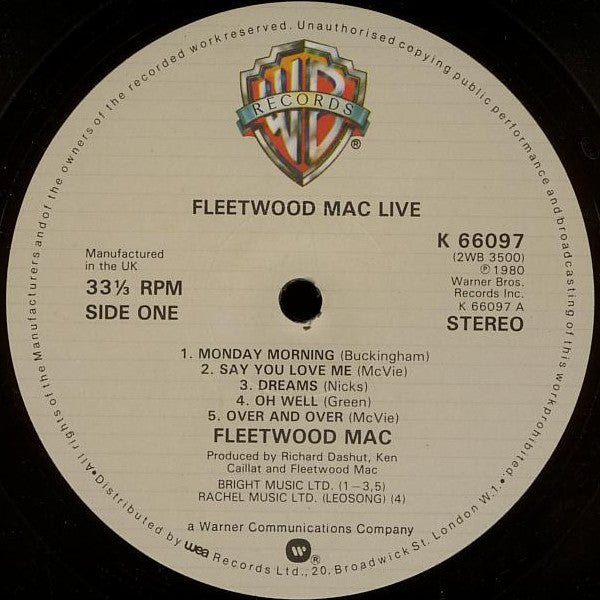 All rights of the Manufacturers and of the owners of the recorded work reserved. Unauthorised copying public performance and broadcasting of this work prohibited.
WB
RECORDS
®
FLEETWOOD MAC LIVE
K 66097
(2WB 3500)
℗ 1980
Warner Bros.
Records Inc.
K 66097 A
STEREO
Manufactured
in the UK
33⅓ RPM
SIDE ONE
1. MONDAY MORNING (Buckingham)
2. SAY YOU LOVE ME (McVie)
3. DREAMS (Nicks)
4. OH WELL (Green)
5. OVER AND OVER (McVie)
FLEETWOOD MAC
Produced by Richard Dashut, Ken
Caillat and Fleetwood Mac
BRIGHT MUSIC LTD. (1–3,5)
RACHEL MUSIC LTD. (LEOSONG) (4)
a Warner Communications Company
®
•Distributed by wea Records Ltd., 20, Broadwick St. London W.1.•